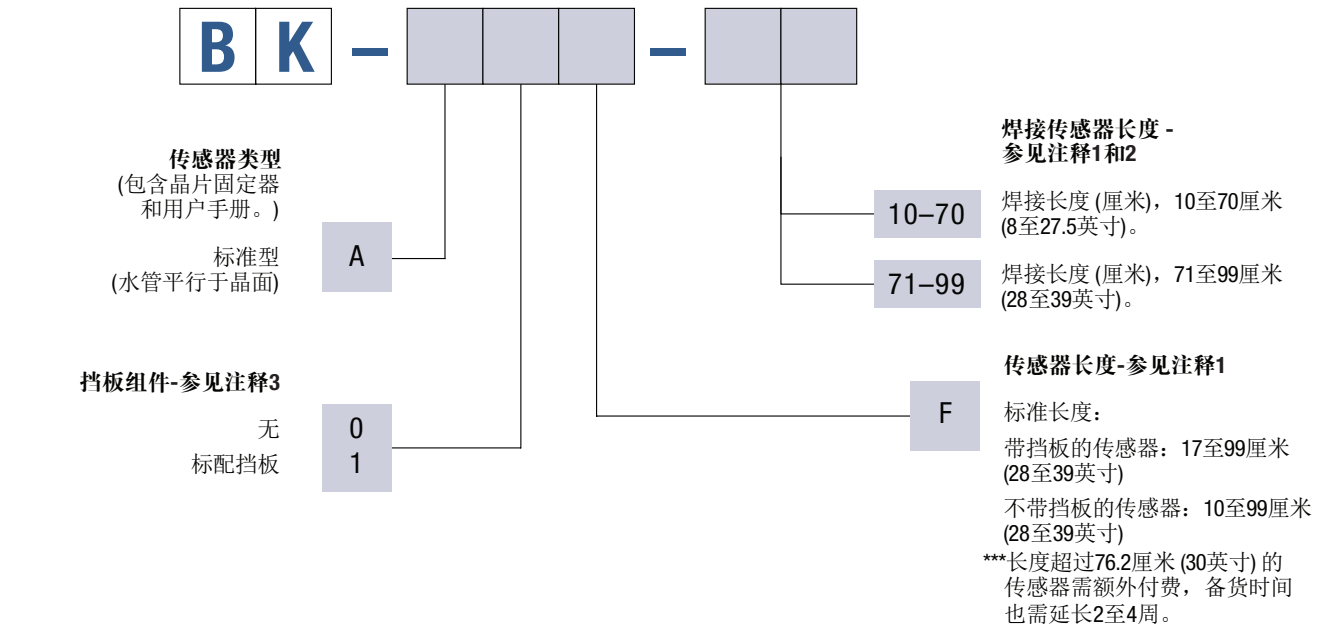 BK –   –
传感器类型
(包含晶片固定器
和用户手册。)
标准型
(水管平行于晶面)
A
挡板组件-参见注释3
无
0
标配挡板
1
焊接传感器长度 -
参见注释1和2
10–70
焊接长度 (厘米)，10至70厘米
(8至27.5英寸)。
71–99
焊接长度 (厘米)，71至99厘米
(28至39英寸)。
传感器长度-参见注释1
F
标准长度：
带挡板的传感器：17至99厘米
(28至39英寸)
不带挡板的传感器：10至99厘米
(28至39英寸)
***长度超过76.2厘米 (30英寸) 的
传感器需额外付费，备货时间
也需延长2至4周。